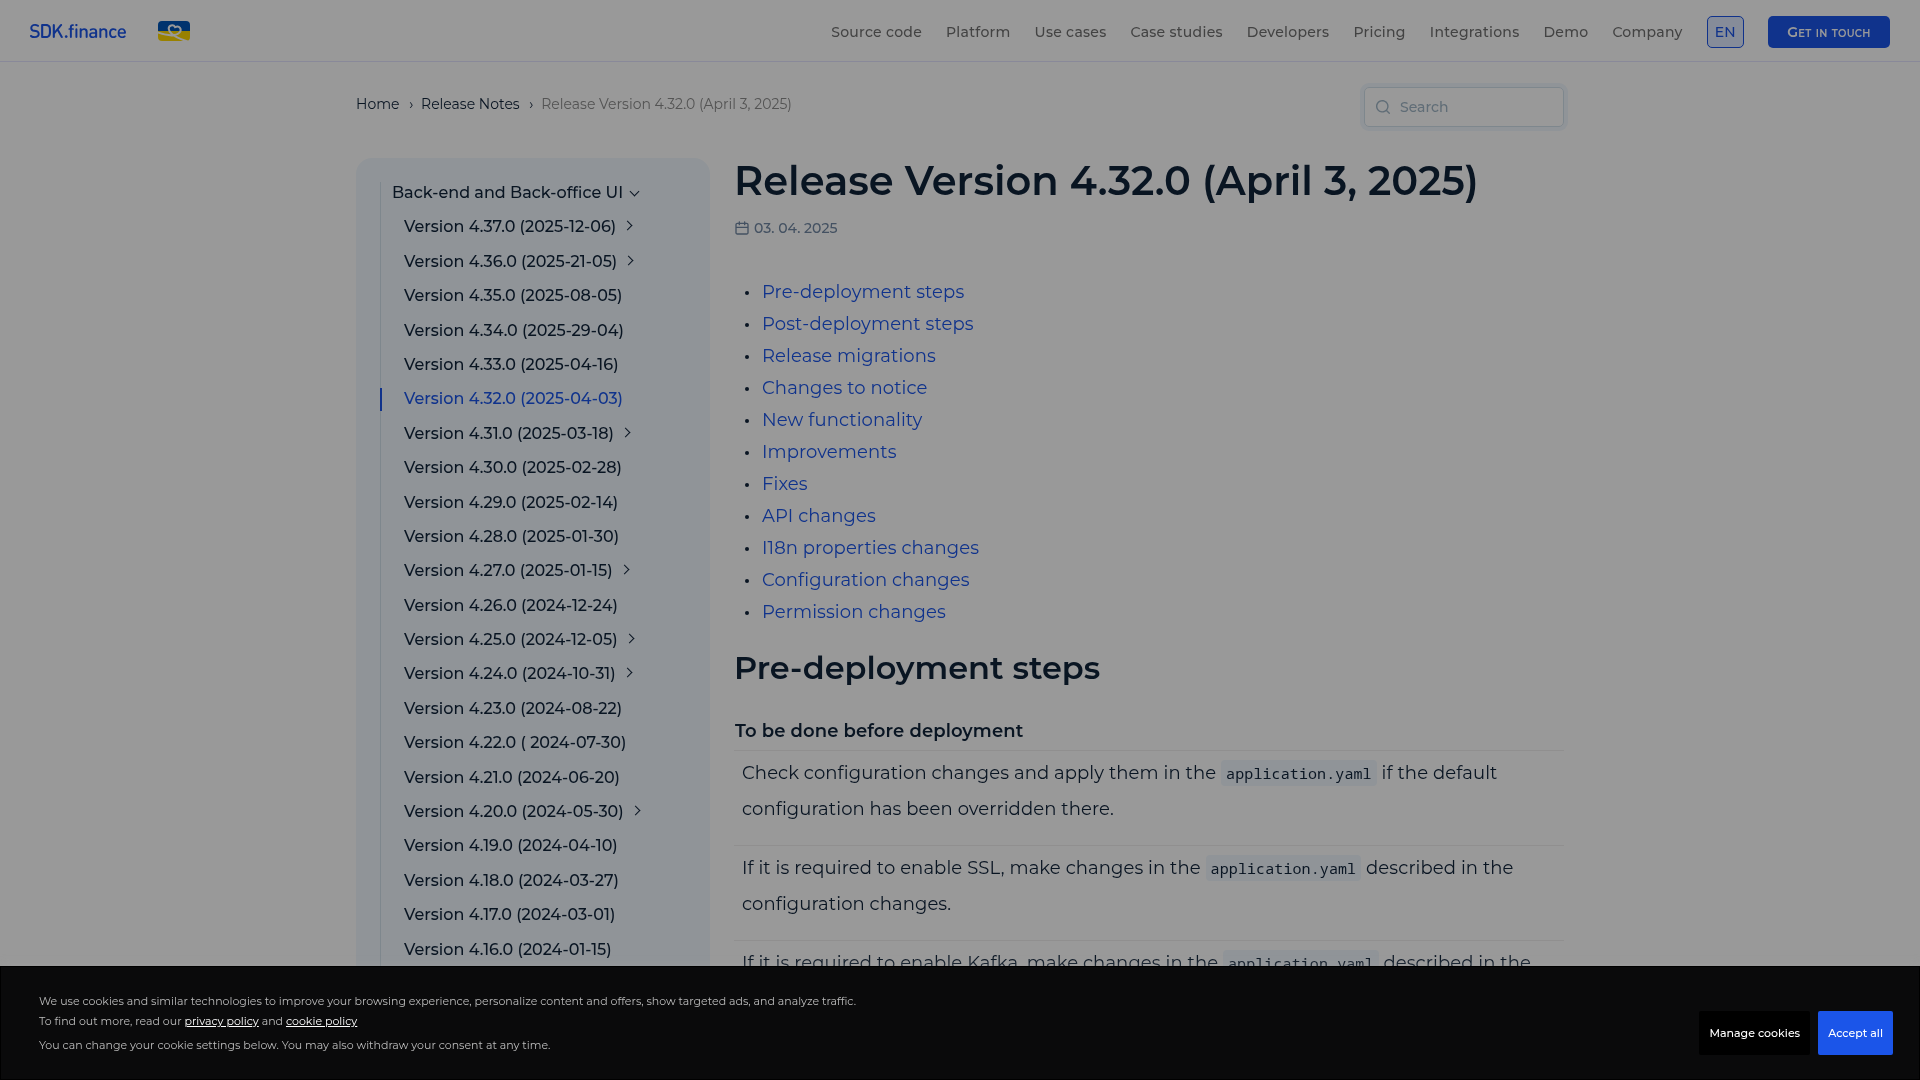 SDK.finance
Source code
Platform
Use cases
Case studies
Developers
Pricing
Integrations
Demo
Company
EN
GET IN TOUCH
Home › Release Notes › Release Version 4.32.0 (April 3, 2025)
Search
Back-end and Back-office UI
Version 4.37.0 (2025-12-06)
Version 4.36.0 (2025-21-05)
Version 4.35.0 (2025-08-05)
Version 4.34.0 (2025-29-04)
Version 4.33.0 (2025-04-16)
Version 4.32.0 (2025-04-03)
Version 4.31.0 (2025-03-18)
Version 4.30.0 (2025-02-28)
Version 4.29.0 (2025-02-14)
Version 4.28.0 (2025-01-30)
Version 4.27.0 (2025-01-15)
Version 4.26.0 (2024-12-24)
Version 4.25.0 (2024-12-05)
Version 4.24.0 (2024-10-31)
Version 4.23.0 (2024-08-22)
Version 4.22.0 ( 2024-07-30)
Version 4.21.0 (2024-06-20)
Version 4.20.0 (2024-05-30)
Version 4.19.0 (2024-04-10)
Version 4.18.0 (2024-03-27)
Version 4.17.0 (2024-03-01)
Version 4.16.0 (2024-01-15)
Release Version 4.32.0 (April 3, 2025)
03. 04. 2025
• Pre-deployment steps
• Post-deployment steps
• Release migrations
• Changes to notice
• New functionality
• Improvements
• Fixes
• API changes
• I18n properties changes
• Configuration changes
• Permission changes
Pre-deployment steps
To be done before deployment
Check configuration changes and apply them in the application.yaml if the default
configuration has been overridden there.
If it is required to enable SSL, make changes in the application.yaml described in the
configuration changes.
If it is required to enable Kafka, make changes in the application.yaml described in the
We use cookies and similar technologies to improve your browsing experience, personalize content and offers, show targeted ads, and analyze traffic.
To find out more, read our privacy policy and cookie policy
You can change your cookie settings below. You may also withdraw your consent at any time.
Manage cookies
Accept all